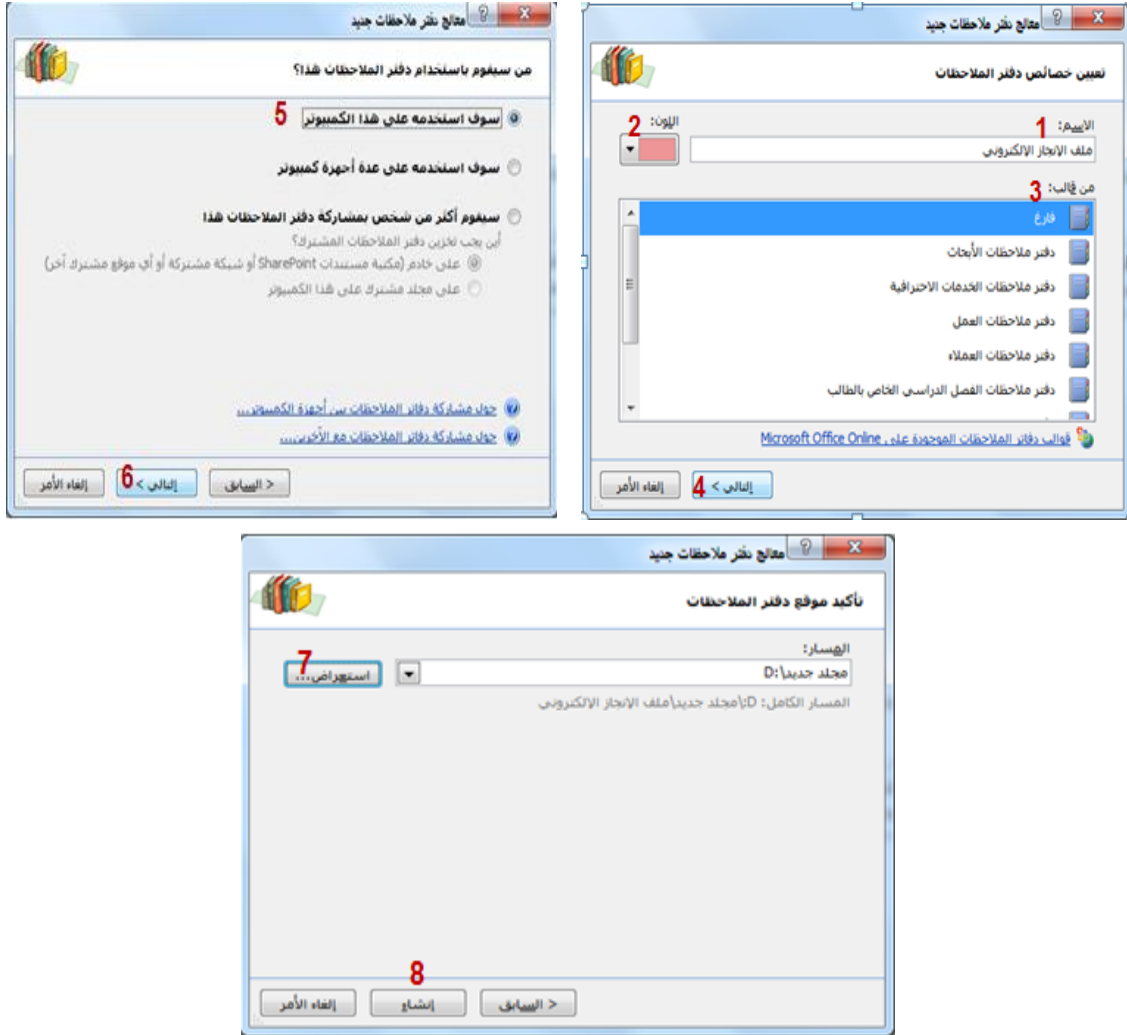 معالج دفتر ملاحظات جديد
تعيين خصائص دفتر الملاحظات
الاسم: 1
اللون: 2
ملف الانجاز الالكتروني
من قالب: 3
فارغ
دفتر ملاحظات الأبحاث
دفتر ملاحظات الخدمات الاحترافية
دفتر ملاحظات العمل
دفتر ملاحظات العملاء
دفتر ملاحظات الفصل الدراسي الخاص بالطالب
قوالب دفاتر الملاحظات الموجودة على Microsoft Office Online
التالي > 4
إلغاء الأمر
معالج دفتر ملاحظات جديد
من سيقوم باستخدام دفتر الملاحظات هذا؟
سوف استخدمه على هذا الكمبيوتر 5
سوف استخدمه على عدة أجهزة كمبيوتر
سيقوم أكثر من شخص بمشاركة دفتر الملاحظات هذا
أين يجب تخزين دفتر الملاحظات المشترك؟
على خادم (مكتبة مستندات SharePoint أو شبكة مشتركة أو أي موقع مشترك آخر)
على مجلد مشترك على هذا الكمبيوتر
حول مشاركة دفاتر الملاحظات بين أجهزة الكمبيوتر...
حول مشاركة دفاتر الملاحظات مع الآخرين...
< السابق
التالي > 6
إلغاء الأمر
معالج دفتر ملاحظات جديد
تأكيد موقع دفتر الملاحظات
المسار:
مجلد جديد\:D
استعراض... 7
المسار الكامل: D:\مجلد جديد\ملف الانجاز الالكتروني
8
< السابق
إنشاء
إلغاء الأمر